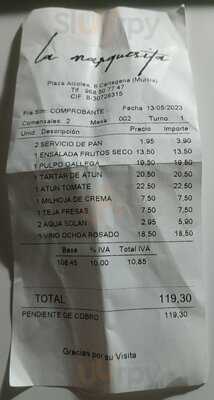 la marquesita
Plaza Alcolea, 6 Cartagena (Murcia)
Tlf 968 50 77 47
CIF B-30726315
Fra Sim COMPROBANTE Fecha 13/05/2023
Comensales 2 Mesa 002 Turno 1
Unid Descripción Precio Importe
2 SERVICIO DE PAN 1,95 3,90
1 ENSALADA FRUTOS SECO 13,50 13,50
1 PULPO GALLEGA 19,50 19,50
1 TARTAR DE ATUN 20,50 20,50
1 ATUN TOMATE 22,50 22,50
1 MILHOJA DE CREMA 7,50 7,50
1 TEJA FRESAS 7,50 7,50
2 AQUA SOLAN 2,95 5,90
1 VINO OCHOA ROSADO 18,50 18,50
Base % IVA Total IVA
108,45 10,00 10,85
TOTAL 119,30
PENDIENTE DE COBRO 119,30
Gracias por su Visita